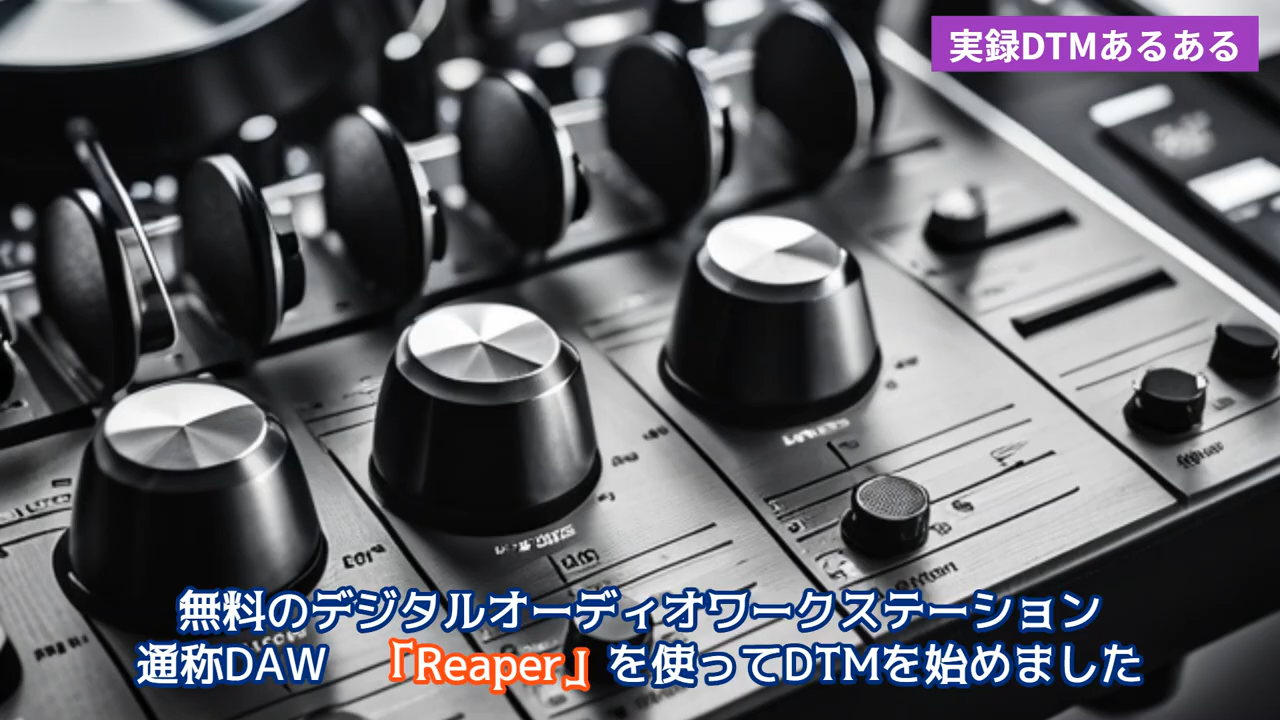 実録DTMあるある
無料のデジタルオーディオワークステーション
通称DAW 『Reaper』を使ってDTMを始めました